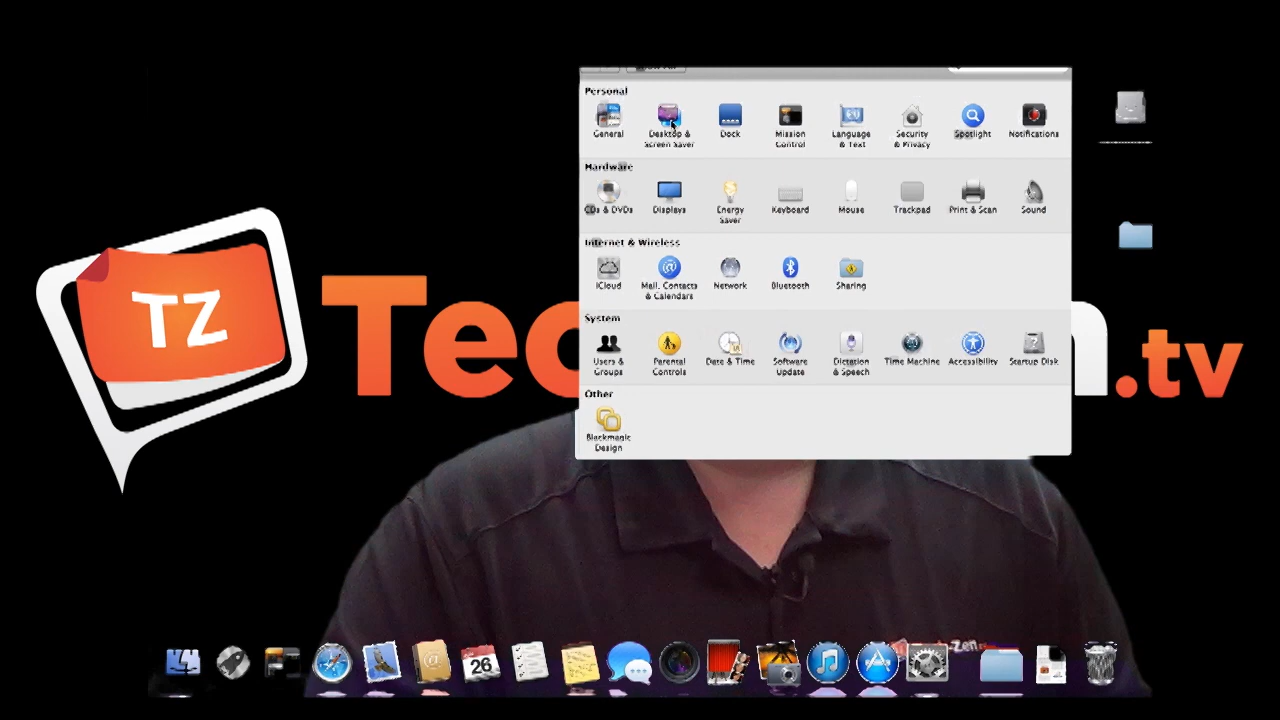 Personal
General
Desktop &
Screen Saver
Dock
Mission
Control
Language
& Text
Security
& Privacy
Spotlight
Notifications
Hardware
CDs & DVDs
Displays
Energy
Saver
Keyboard
Mouse
Trackpad
Print & Scan
Sound
Internet & Wireless
iCloud
Mail, Contacts
& Calendars
Network
Bluetooth
Sharing
System
Users &
Groups
Parental
Controls
Date & Time
Software
Update
Dictation
& Speech
Time Machine
Accessibility
Startup Disk
Other
Blackmagic
Design
TZ
Tec
n.tv
26